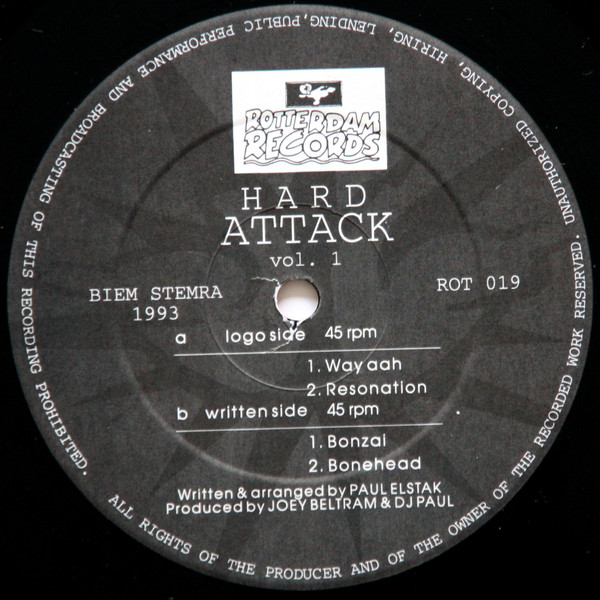 ROTTERDAM
RECORDS
HARD
ATTACK
vol. 1
BIEM STEMRA
1993
ROT 019
a logo side 45 rpm
1. Way aah
2. Resonation
b written side 45 rpm
1. Bonzai
2. Bonehead
Written & arranged by PAUL ELSTAK
Produced by JOEY BELTRAM & DJ PAUL
ALL RIGHTS OF THE PRODUCER AND OF THE OWNER OF THE RECORDED WORK RESERVED. UNAUTHORIZED COPYING, HIRING, LENDING, PUBLIC PERFORMANCE AND BROADCASTING OF THIS RECORDING PROHIBITED.